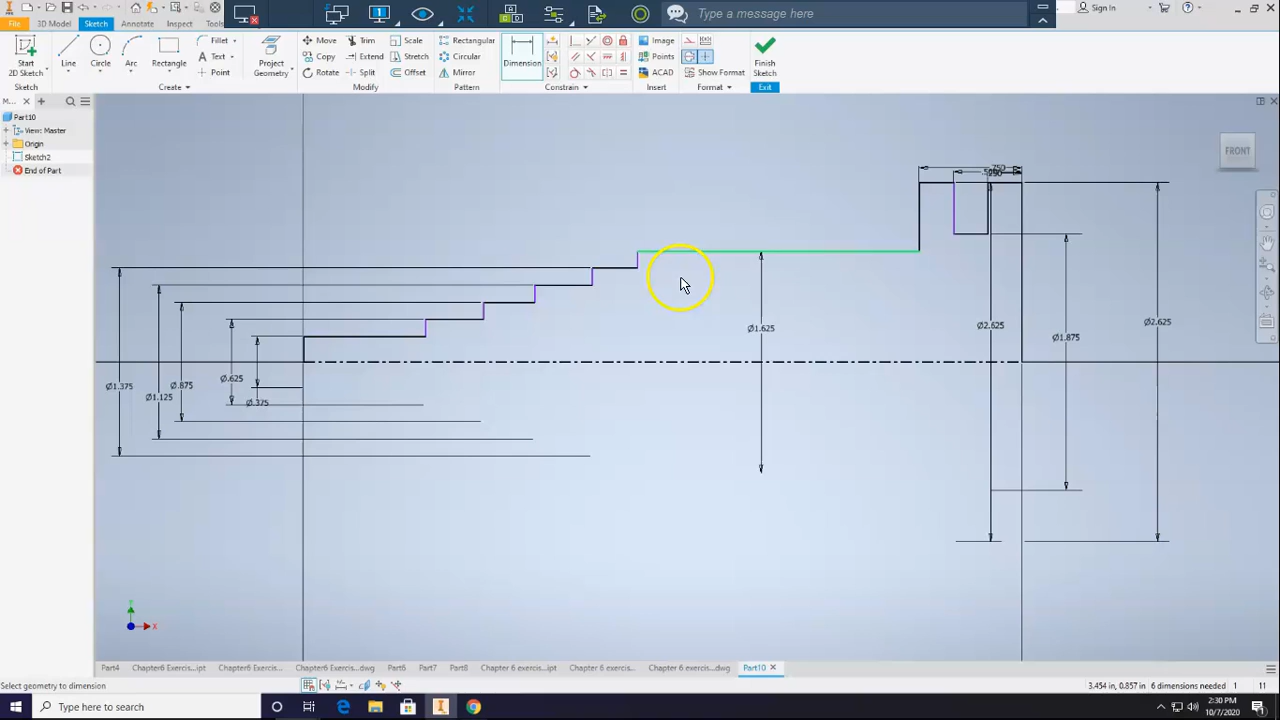 Type a message here
Sign In
File 3D Model Sketch Annotate Inspect Tools
Start
2D Sketch
Line
Circle
Arc
Rectangle
Fillet
Text
Point
Project
Geometry
Move
Copy
Rotate
Trim
Extend
Split
Scale
Stretch
Offset
Rectangular
Circular
Mirror
Dimension
Image
Points
ACAD
Show Format
Finish
Sketch
Sketch Create Modify Pattern Constrain Insert Format Exit
M...
Part10
View: Master
Origin
Sketch2
End of Part
FRONT
.750
Ø1.625
Ø2.625
Ø2.625
Ø1.875
Ø1.375
Ø1.125
Ø.875
Ø.625
Ø.375
X
Part4 Chapter6 Exercis...ipt Chapter6 Exercis... Chapter6 Exercis...dwg Part6 Part7 Part8 Chapter 6 exercis...ipt Chapter 6 exercis... Chapter 6 exercis...dwg Part10
Select geometry to dimension
3.454 in, 0.857 in 6 dimensions needed 1 11
Type here to search
2:30 PM
10/7/2020